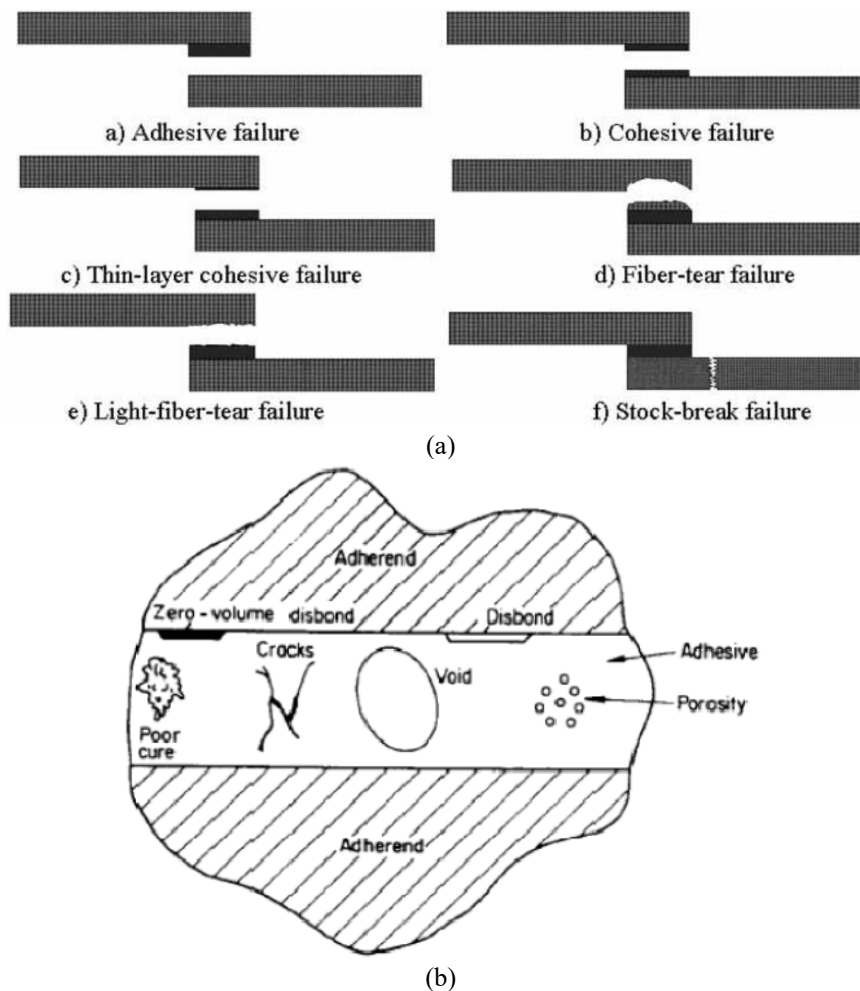 a) Adhesive failure
b) Cohesive failure
c) Thin-layer cohesive failure
d) Fiber-tear failure
e) Light-fiber-tear failure
f) Stock-break failure
(a)
Adherend
Zero-volume disbond
Disbond
Cracks
Void
Adhesive
Porosity
Poor
cure
Adherend
(b)